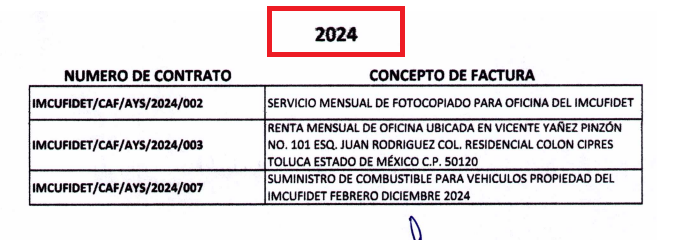 2024
NUMERO DE CONTRATO CONCEPTO DE FACTURA
IMCUFIDET/CAF/AYS/2024/002 SERVICIO MENSUAL DE FOTOCOPIADO PARA OFICINA DEL IMCUFIDET
IMCUFIDET/CAF/AYS/2024/003 RENTA MENSUAL DE OFICINA UBICADA EN VICENTE YAÑEZ PINZÓN
NO. 101 ESQ. JUAN RODRIGUEZ COL. RESIDENCIAL COLON CIPRES
TOLUCA ESTADO DE MÉXICO C.P. 50120
IMCUFIDET/CAF/AYS/2024/007 SUMINISTRO DE COMBUSTIBLE PARA VEHICULOS PROPIEDAD DEL
IMCUFIDET FEBRERO DICIEMBRE 2024